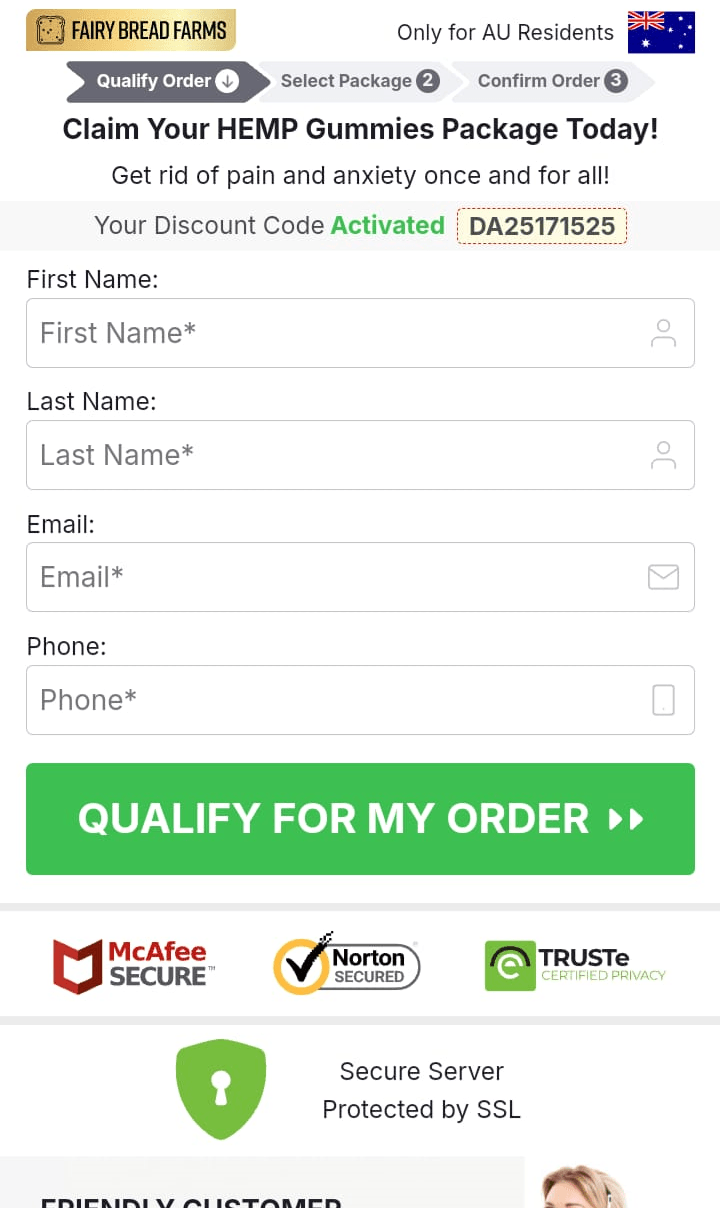 FAIRY BREAD FARMS
Only for AU Residents
Qualify Order
Select Package 2
Confirm Order 3
Claim Your HEMP Gummies Package Today!
Get rid of pain and anxiety once and for all!
Your Discount Code Activated DA25171525
First Name:
First Name*
Last Name:
Last Name*
Email:
Email*
Phone:
Phone*
QUALIFY FOR MY ORDER
McAfee
SECURE™
Norton
SECURED
TRUSTe
CERTIFIED PRIVACY
Secure Server
Protected by SSL
FRIENDLY CUSTOMER